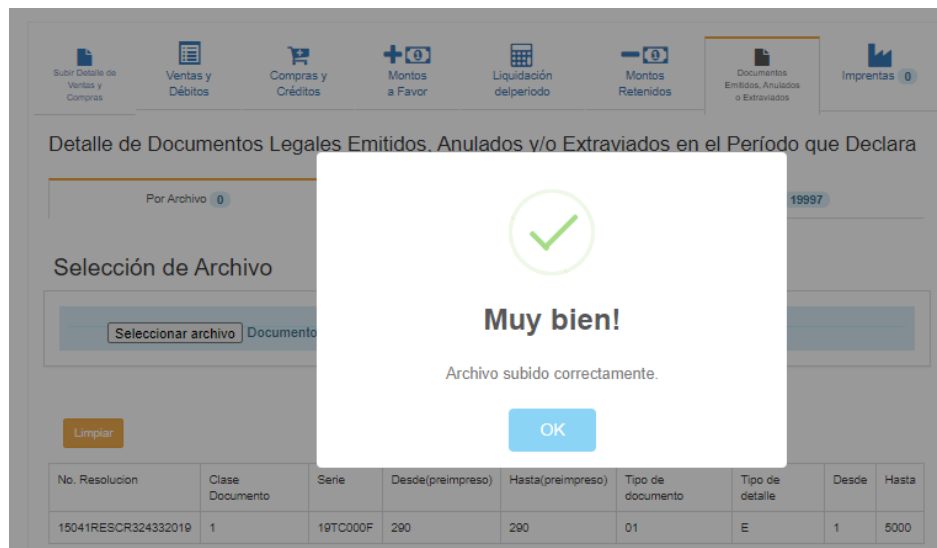 Subir Detalle de
Ventas y
Compras
Ventas y
Débitos
Compras y
Créditos
Montos
a Favor
Liquidación
delperiodo
Montos
Retenidos
Documentos
Emitidos, Anulados
o Extraviados
Imprentas 0
Detalle de Documentos Legales Emitidos, Anulados y/o Extraviados en el Período que Declara
Por Archivo 0
19997
Selección de Archivo
Seleccionar archivo Documento
Muy bien!
Archivo subido correctamente.
OK
Limpiar
No. Resolucion Clase Documento Serie Desde(preimpreso) Hasta(preimpreso) Tipo de documento Tipo de detalle Desde Hasta
15041RESCR324332019 1 19TC000F 290 290 01 E 1 5000